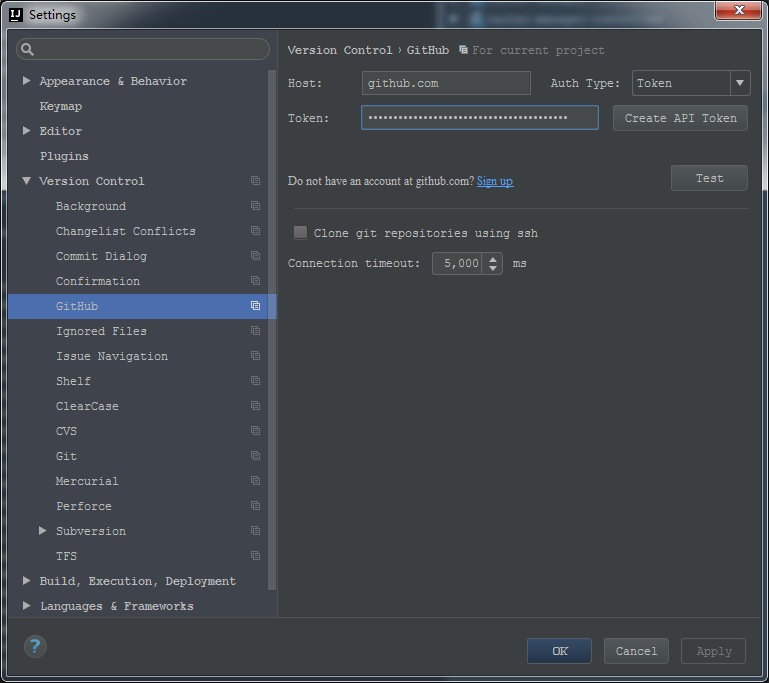 Settings
Appearance & Behavior
Keymap
Editor
Plugins
Version Control
Background
Changelist Conflicts
Commit Dialog
Confirmation
GitHub
Ignored Files
Issue Navigation
Shelf
ClearCase
CVS
Git
Mercurial
Perforce
Subversion
TFS
Build, Execution, Deployment
Languages & Frameworks
Version Control › GitHub For current project
Host: github.com Auth Type: Token
Token: •••••••••••••••••••••••••••••••••••••••• Create API Token
Do not have an account at github.com? Sign up Test
Clone git repositories using ssh
Connection timeout: 5,000 ms
? OK Cancel Apply